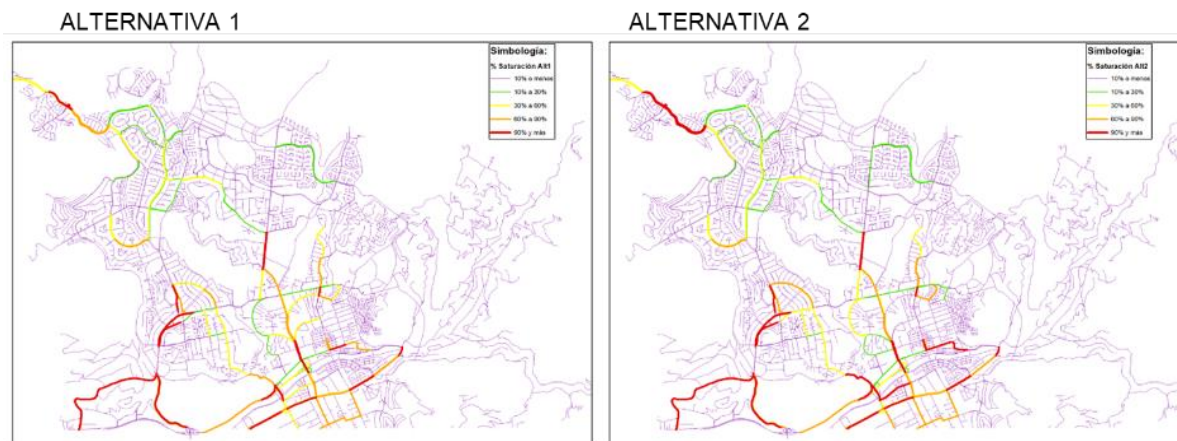 ALTERNATIVA 1
Simbología:
% Saturación Alt1
10% o menos
10% a 30%
30% a 60%
60% a 90%
90% y más
ALTERNATIVA 2
Simbología:
% Saturación Alt2
10% o menos
10% a 30%
30% a 60%
60% a 90%
90% y más